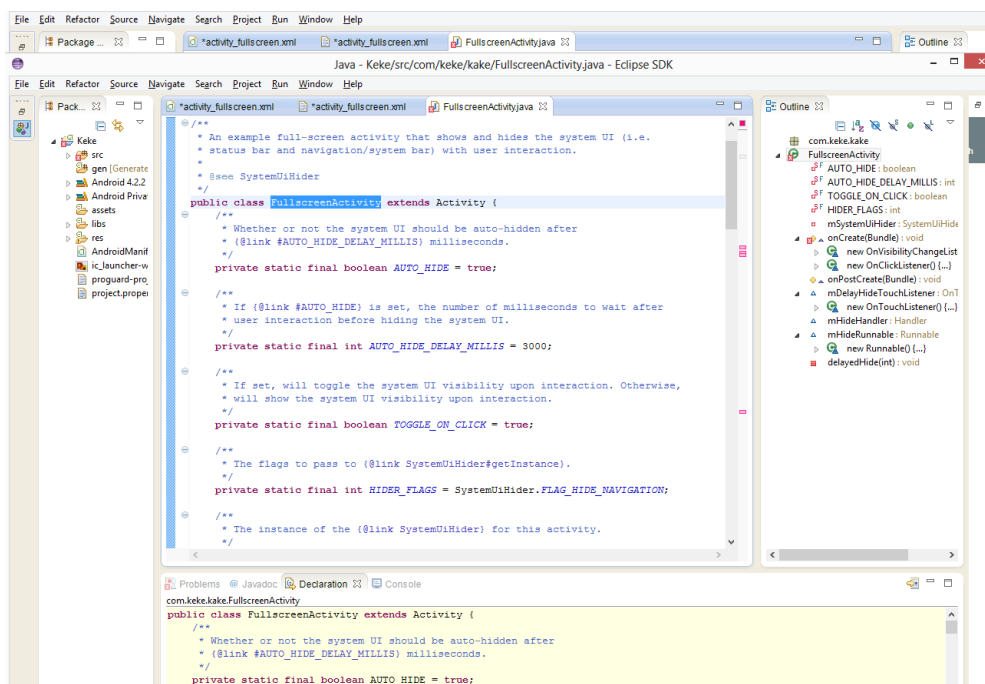 File Edit Refactor Source Navigate Search Project Run Window Help
Package ...
*activity_fullscreen.xml
*activity_fullscreen.xml
FullscreenActivity.java
Outline
Java - Keke/src/com/keke/kake/FullscreenActivity.java - Eclipse SDK
File Edit Refactor Source Navigate Search Project Run Window Help
Pack...
*activity_fullscreen.xml
*activity_fullscreen.xml
FullscreenActivity.java
Outline
Keke
src
gen [Generate
Android 4.2.2
Android Privat
assets
libs
res
AndroidManif
ic_launcher-w
proguard-proj
project.proper
/**
* An example full-screen activity that shows and hides the system UI (i.e.
* status bar and navigation/system bar) with user interaction.
*
* @see SystemUiHider
*/
public class FullscreenActivity extends Activity {
/**
* Whether or not the system UI should be auto-hidden after
* {@link #AUTO_HIDE_DELAY_MILLIS} milliseconds.
*/
private static final boolean AUTO_HIDE = true;
/**
* If {@link #AUTO_HIDE} is set, the number of milliseconds to wait after
* user interaction before hiding the system UI.
*/
private static final int AUTO_HIDE_DELAY_MILLIS = 3000;
/**
* If set, will toggle the system UI visibility upon interaction. Otherwise,
* will show the system UI visibility upon interaction.
*/
private static final boolean TOGGLE_ON_CLICK = true;
/**
* The flags to pass to {@link SystemUiHider#getInstance}.
*/
private static final int HIDER_FLAGS = SystemUiHider.FLAG_HIDE_NAVIGATION;
/**
* The instance of the {@link SystemUiHider} for this activity.
*/
com.keke.kake
FullscreenActivity
AUTO_HIDE : boolean
AUTO_HIDE_DELAY_MILLIS : int
TOGGLE_ON_CLICK : boolean
HIDER_FLAGS : int
mSystemUiHider : SystemUiHide
onCreate(Bundle) : void
new OnVisibilityChangeList
new OnClickListener() {...}
onPostCreate(Bundle) : void
mDelayHideTouchListener : OnT
new OnTouchListener() {...}
mHideHandler : Handler
mHideRunnable : Runnable
new Runnable() {...}
delayedHide(int) : void
Problems @ Javadoc Declaration Console
com.keke.kake.FullscreenActivity
public class FullscreenActivity extends Activity {
/**
* Whether or not the system UI should be auto-hidden after
* {@link #AUTO_HIDE_DELAY_MILLIS} milliseconds.
*/
private static final boolean AUTO HIDE = true;